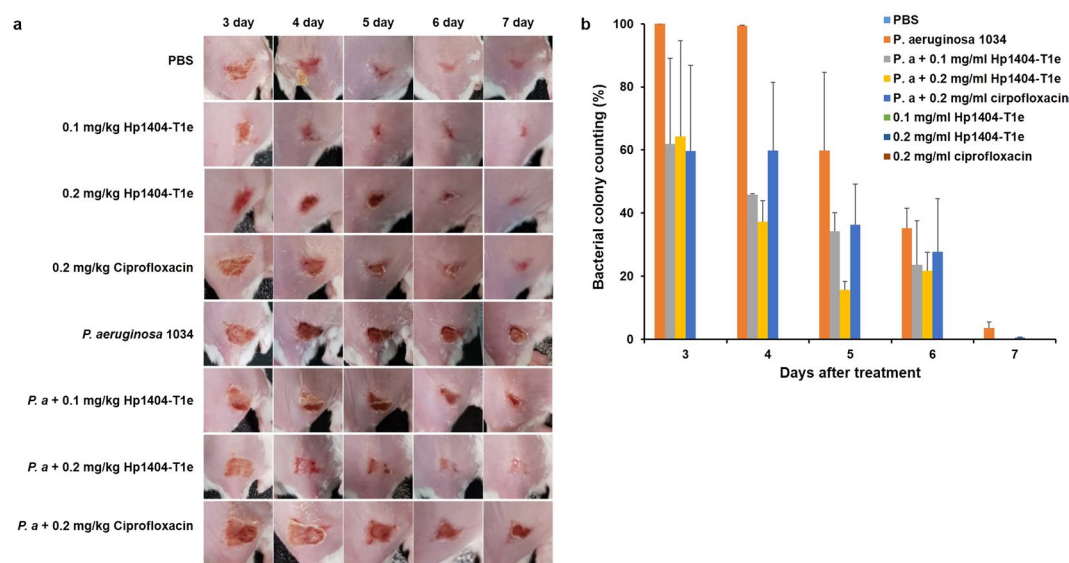 a
3 day 4 day 5 day 6 day 7 day
PBS
0.1 mg/kg Hp1404-T1e
0.2 mg/kg Hp1404-T1e
0.2 mg/kg Ciprofloxacin
P. aeruginosa 1034
P. a + 0.1 mg/kg Hp1404-T1e
P. a + 0.2 mg/kg Hp1404-T1e
P. a + 0.2 mg/kg Ciprofloxacin
b
Bacterial colony counting (%)
100
80
60
40
20
0
3 4 5 6 7
Days after treatment
PBS
P. aeruginosa 1034
P. a + 0.1 mg/ml Hp1404-T1e
P. a + 0.2 mg/ml Hp1404-T1e
P. a + 0.2 mg/ml cirpofloxacin
0.1 mg/ml Hp1404-T1e
0.2 mg/ml Hp1404-T1e
0.2 mg/ml ciprofloxacin